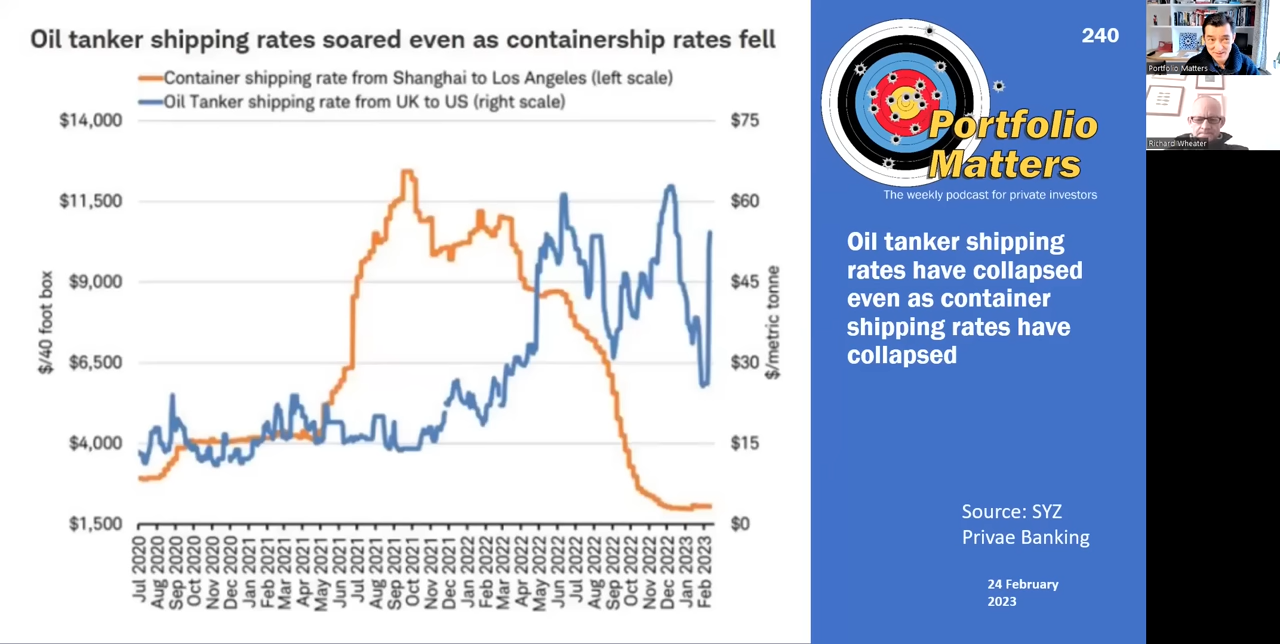 Oil tanker shipping rates soared even as containership rates fell
Container shipping rate from Shanghai to Los Angeles (left scale)
Oil Tanker shipping rate from UK to US (right scale)
$14,000
$11,500
$9,000
$6,500
$4,000
$1,500
$/40 foot box
$75
$60
$45
$30
$15
$0
$/metric tonne
Jul 2020
Aug 2020
Sep 2020
Oct 2020
Nov 2020
Dec 2020
Jan 2021
Feb 2021
Mar 2021
Apr 2021
May 2021
Jun 2021
Jul 2021
Aug 2021
Sep 2021
Oct 2021
Nov 2021
Dec 2021
Jan 2022
Feb 2022
Mar 2022
Apr 2022
May 2022
Jun 2022
Jul 2022
Aug 2022
Sep 2022
Oct 2022
Nov 2022
Dec 2022
Jan 2023
Feb 2023
240
Portfolio
Matters
The weekly podcast for private investors
Oil tanker shipping
rates have collapsed
even as container
shipping rates have
collapsed
Source: SYZ
Privae Banking
24 February
2023
Portfolio Matters
Richard Wheater